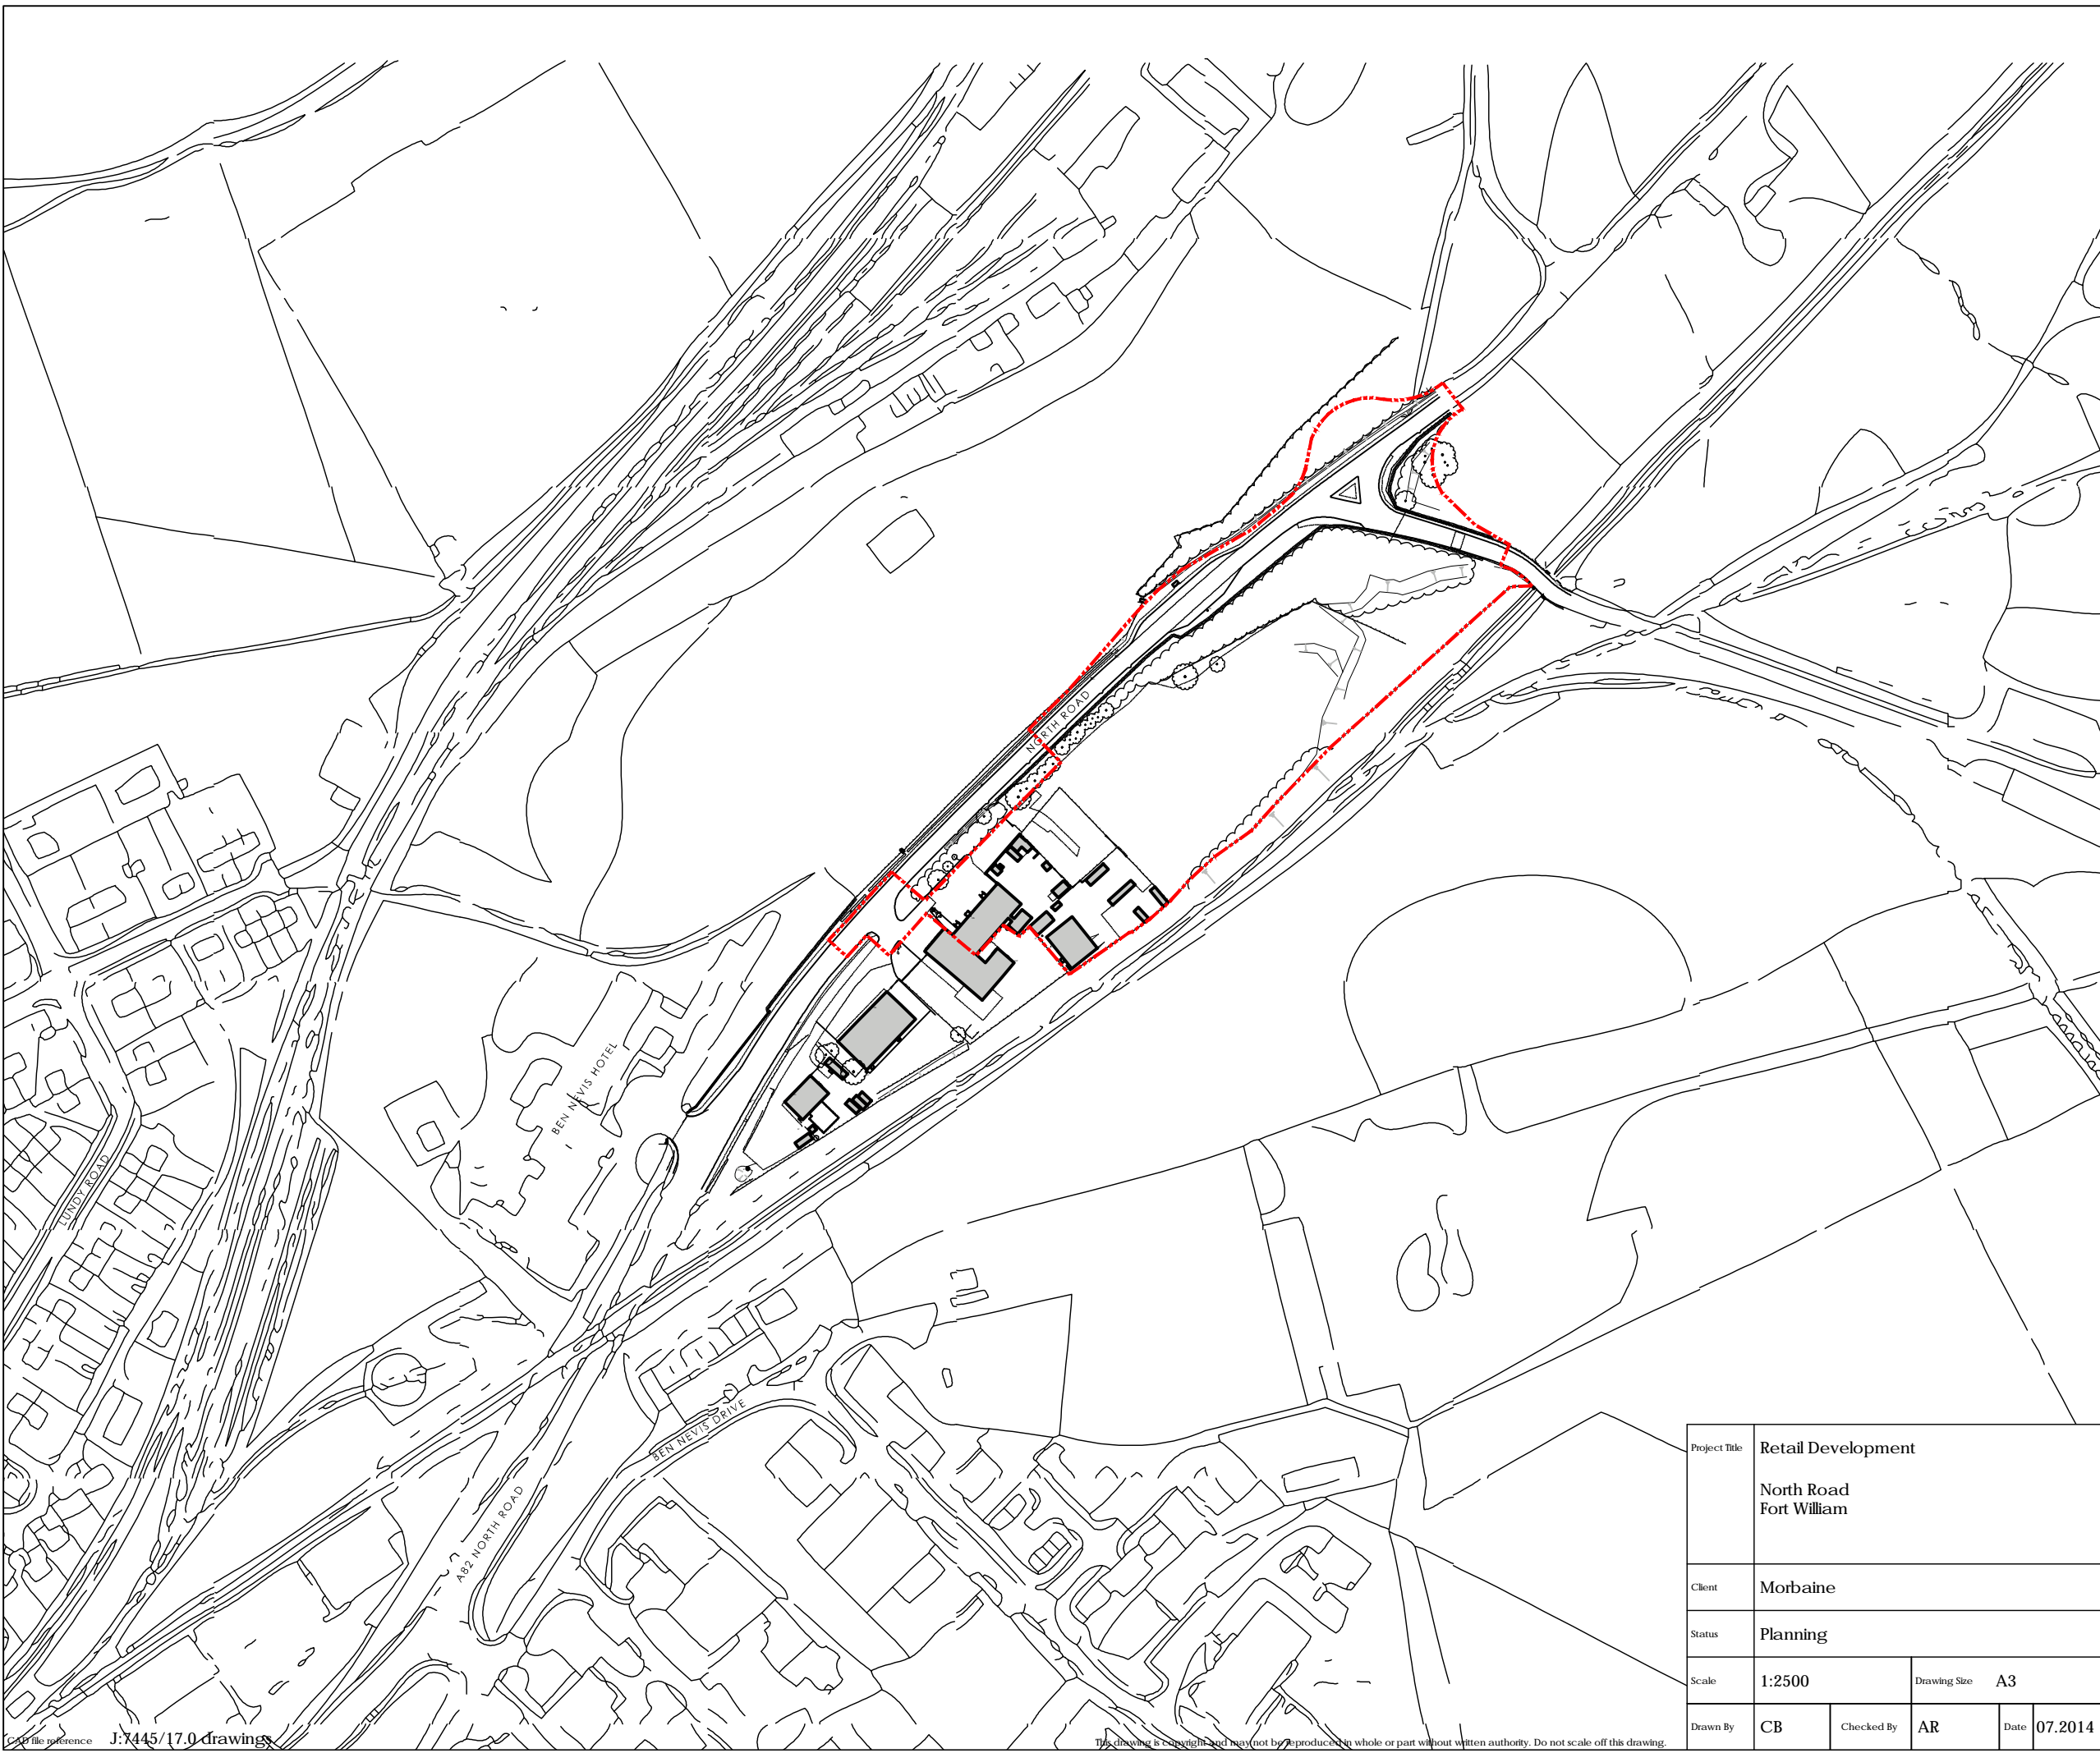 NORTH ROAD
BEN NEVIS HOTEL
LUNDY ROAD
BEN NEVIS DRIVE
A82 NORTH ROAD
Project Title Retail Development
North Road
Fort William
Client Morbaine
Status Planning
Scale 1:2500 Drawing Size A3
Drawn By CB Checked By AR Date 07.2014
CAD file reference J:7445/17.0 drawings
This drawing is copyright and may not be reproduced in whole or part without written authority. Do not scale off this drawing.